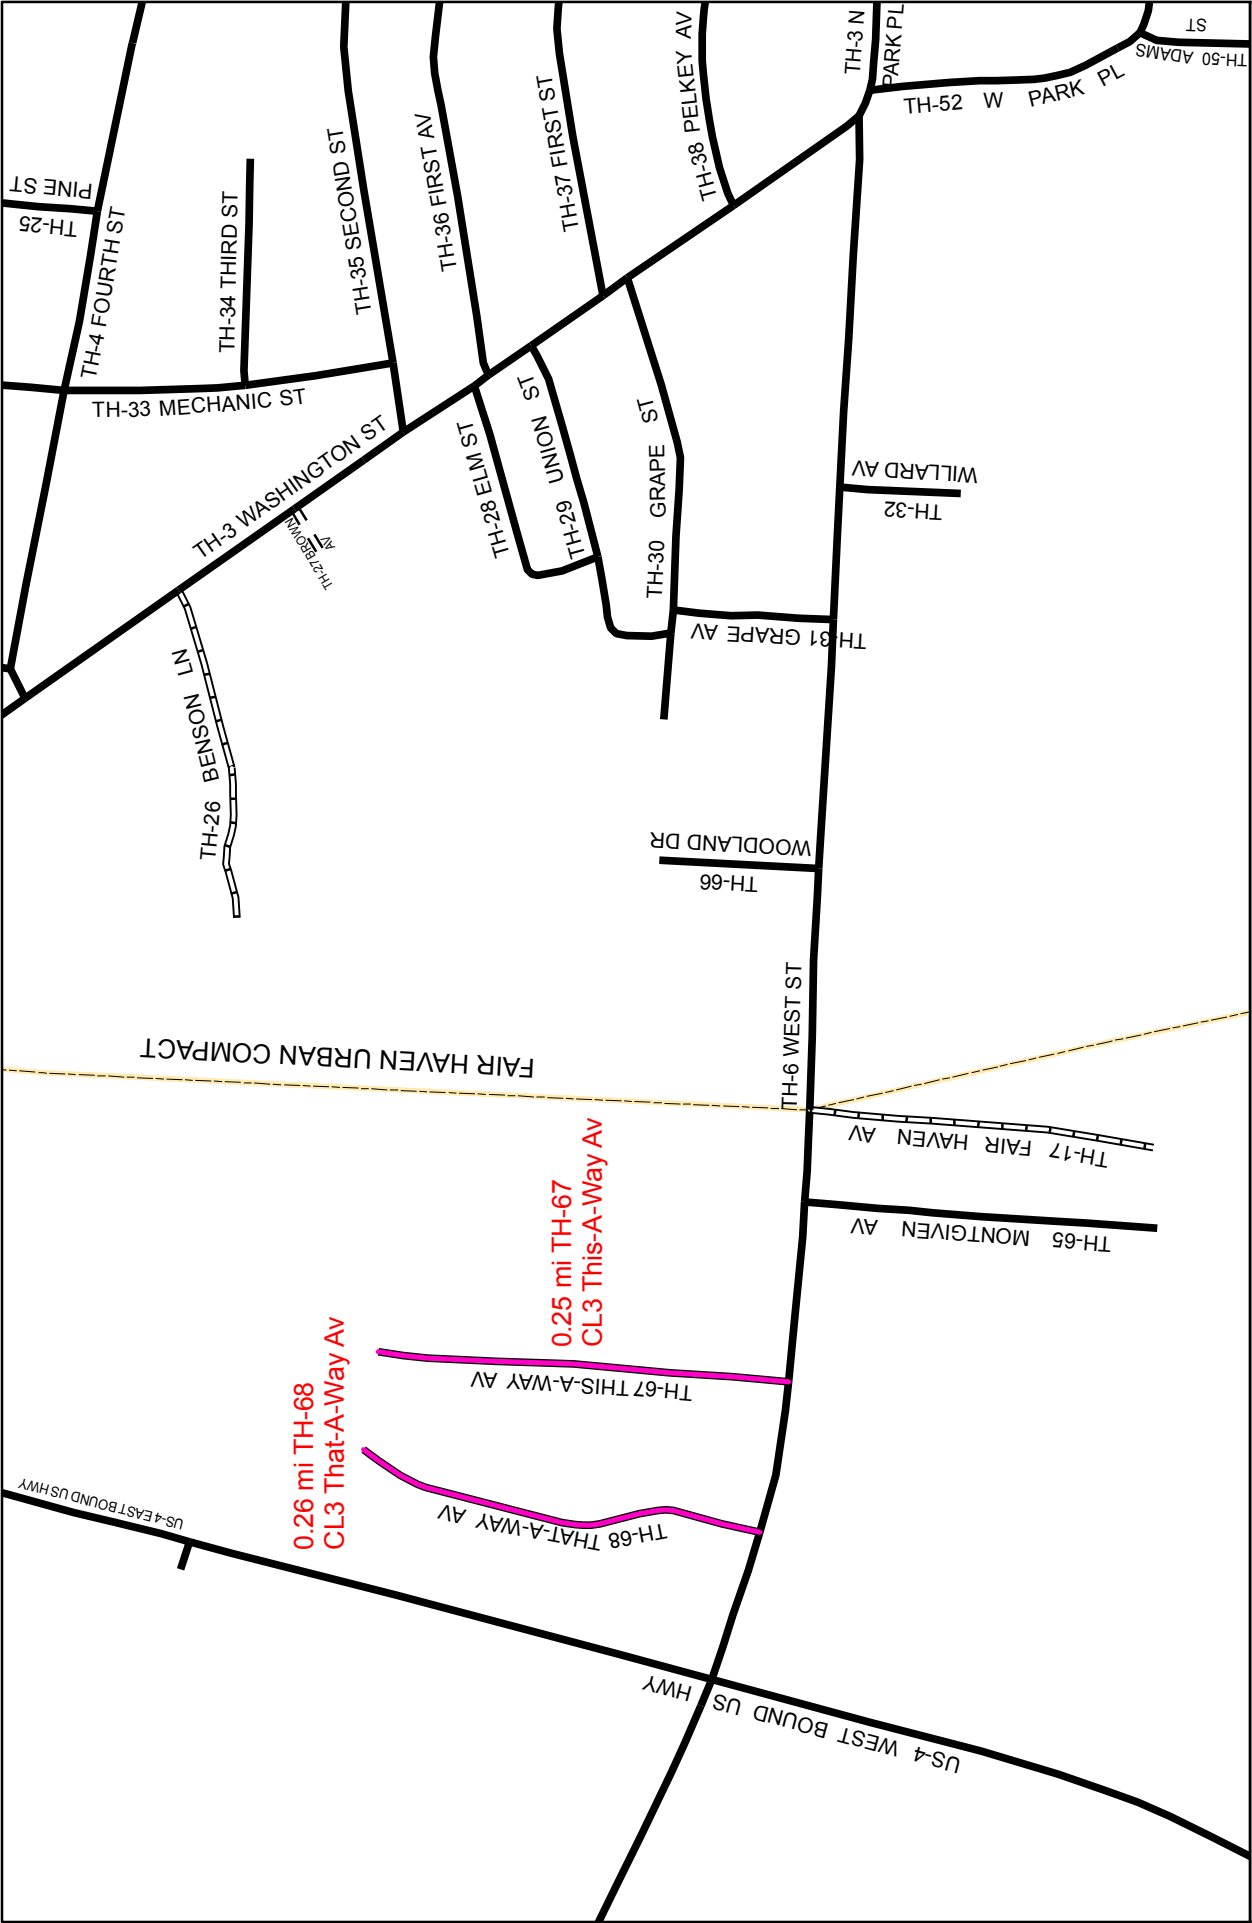 TH-3 N
PARK PL
ST
TH-50 ADAMS
TH-52 W PARK PL
TH-38 PELKEY AV
TH-37 FIRST ST
TH-36 FIRST AV
TH-35 SECOND ST
PINE ST
TH-25
TH-4 FOURTH ST
TH-34 THIRD ST
TH-33 MECHANIC ST
TH-3 WASHINGTON ST
TH-27 BROWN
AV
TH-28 ELM ST
TH-29 UNION ST
TH-30 GRAPE ST
WILLARD AV
TH-32
TH-31 GRAPE AV
TH-26 BENSON LN
WOODLAND DR
TH-66
TH-6 WEST ST
FAIR HAVEN URBAN COMPACT
TH-17 FAIR HAVEN AV
TH-65 MONTGIVEN AV
0.25 mi TH-67
CL3 This-A-Way Av
TH-67 THIS-A-WAY AV
0.26 mi TH-68
CL3 That-A-Way Av
TH-68 THAT-A-WAY AV
US-4 EAST BOUND US HWY
US-4 WEST BOUND US HWY